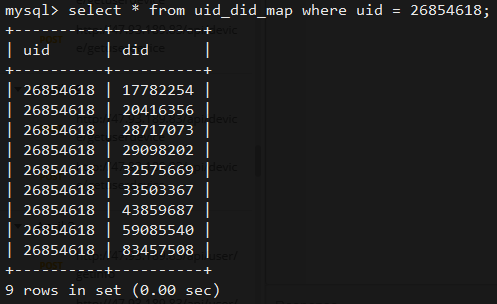 mysql> select * from uid_did_map where uid = 26854618;
+----------+----------+
| uid      | did      |
+----------+----------+
| 26854618 | 17782254 |
| 26854618 | 20416356 |
| 26854618 | 28717073 |
| 26854618 | 29098202 |
| 26854618 | 32575669 |
| 26854618 | 33503367 |
| 26854618 | 43859687 |
| 26854618 | 59085540 |
| 26854618 | 83457508 |
+----------+----------+
9 rows in set (0.00 sec)